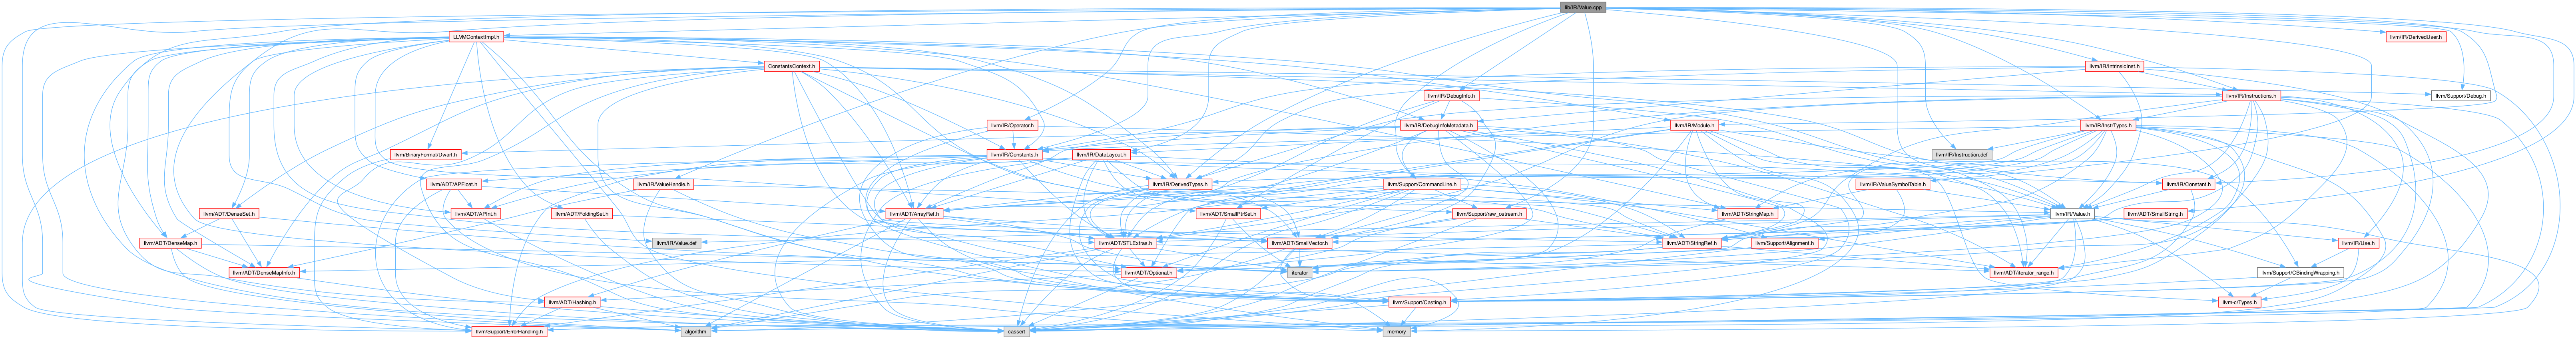 lib/IR/Value.cpp
LLVMContextImpl.h
llvm/IR/DerivedUser.h
ConstantsContext.h
llvm/IR/IntrinsicInst.h
llvm/IR/DebugInfo.h
llvm/IR/Instructions.h
llvm/Support/Debug.h
llvm/IR/Operator.h
llvm/IR/DebugInfoMetadata.h
llvm/IR/Module.h
llvm/IR/InstrTypes.h
llvm/BinaryFormat/Dwarf.h
llvm/IR/Constants.h
llvm/IR/DataLayout.h
llvm/IR/Instruction.def
llvm/ADT/APFloat.h
llvm/IR/ValueHandle.h
llvm/IR/DerivedTypes.h
llvm/Support/CommandLine.h
llvm/IR/ValueSymbolTable.h
llvm/IR/Constant.h
llvm/ADT/DenseSet.h
llvm/ADT/APInt.h
llvm/ADT/FoldingSet.h
llvm/ADT/ArrayRef.h
llvm/ADT/SmallPtrSet.h
llvm/Support/raw_ostream.h
llvm/ADT/StringMap.h
llvm/IR/Value.h
llvm/ADT/SmallString.h
llvm/ADT/DenseMap.h
llvm/IR/Value.def
llvm/ADT/STLExtras.h
llvm/ADT/SmallVector.h
llvm/ADT/StringRef.h
llvm/Support/Alignment.h
llvm/IR/Use.h
llvm/ADT/DenseMapInfo.h
llvm/ADT/Optional.h
iterator
llvm/ADT/iterator_range.h
llvm/Support/CBindingWrapping.h
llvm/ADT/Hashing.h
llvm/Support/Casting.h
llvm-c/Types.h
llvm/Support/ErrorHandling.h
algorithm
cassert
memory